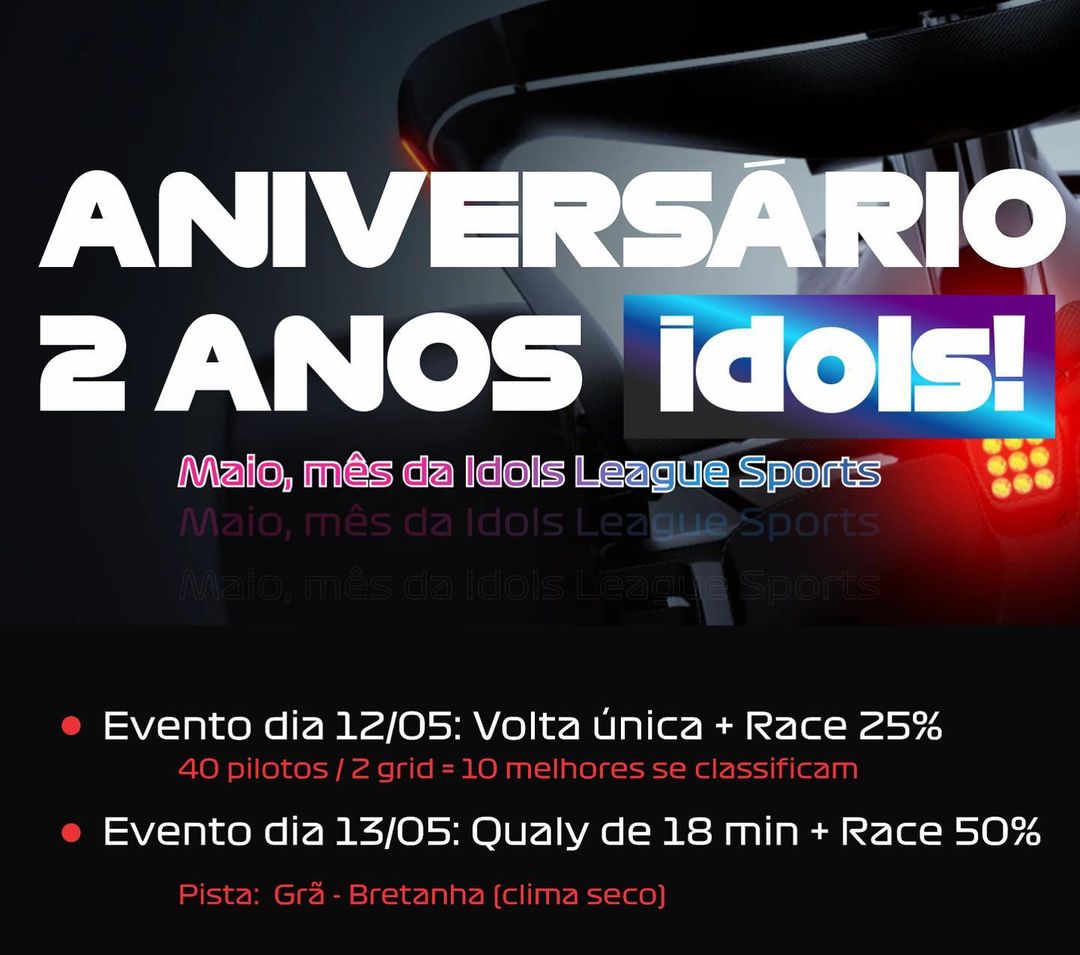 ANIVERSÁRIO
2 ANOS idols!
Maio, mês da Idols League Sports
Maio, mês da Idols League Sports
Maio, mês da Idols League Sports
Evento dia 12/05: Volta única + Race 25%
40 pilotos / 2 grid = 10 melhores se classificam
Evento dia 13/05: Qualy de 18 min + Race 50%
Pista: Grã - Bretanha (clima seco)